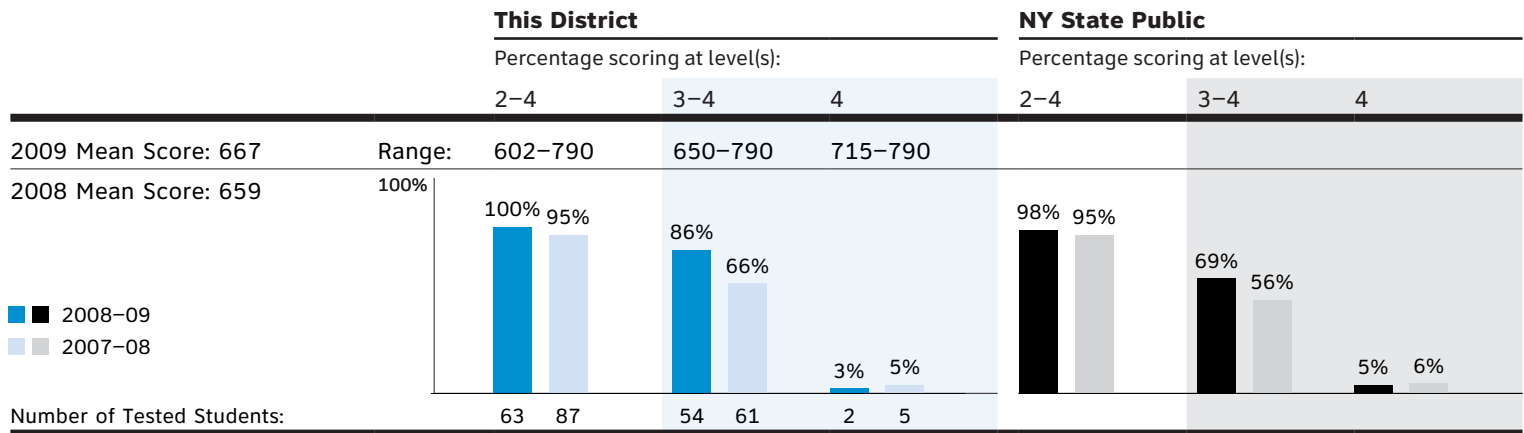 This District NY State Public
Percentage scoring at level(s): Percentage scoring at level(s):
2–4 3–4 4 2–4 3–4 4
2009 Mean Score: 667 Range: 602–790 650–790 715–790
2008 Mean Score: 659 100%
100% 95% 86% 66% 3% 5% 98% 95% 69% 56% 5% 6%
2008–09
2007–08
Number of Tested Students: 63 87 54 61 2 5